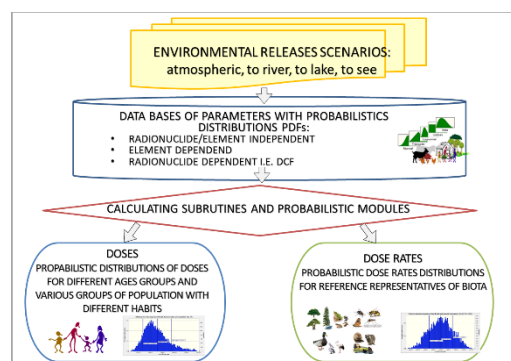 ENVIRONMENTAL RELEASES SCENARIOS:
atmospheric, to river, to lake, to see
DATA BASES OF PARAMETERS WITH PROBABILISTICS
DISTRIBUTIONS PDFs:
• RADIONUCLIDE/ELEMENT INDEPENDENT
• ELEMENT DEPENDEND
• RADIONUCLIDE DEPENDENT I.E. DCF
CALCULATING SUBRUTINES AND PROBABILISTIC MODULES
DOSES
PROPABILISTIC DISTRIBUTIONS OF DOSES
FOR DIFFERENT AGES GROUPS AND
VARIOUS GROUPS OF POPULATION WITH
DIFFERENT HABITS
DOSE RATES
PROBABILISTIC DOSE RATES DISTRIBUTIONS
FOR REFERENCE REPRESENTATIVES OF BIOTA